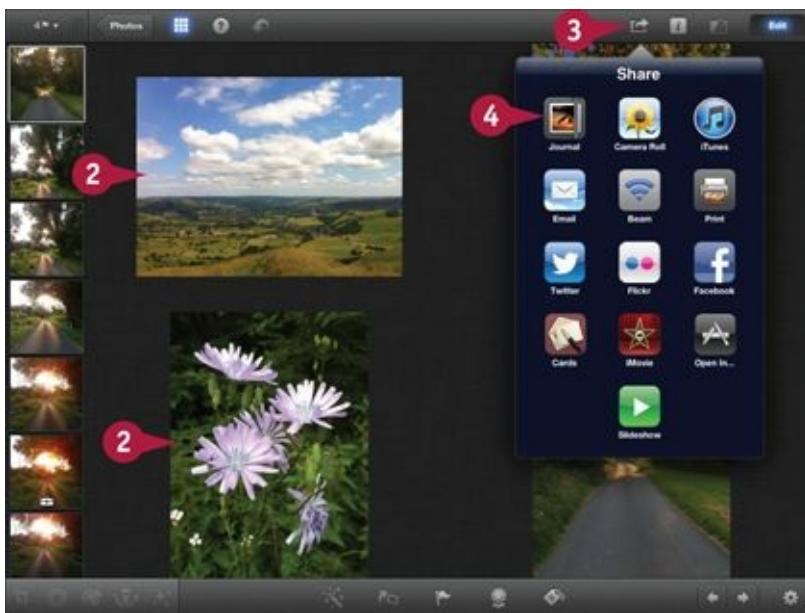 Photos
3
Edit
Share
4
Journal
Camera Roll
iTunes
2
Email
Beam
Print
Twitter
Flickr
Facebook
Cards
iMovie
Open In...
2
Slideshow